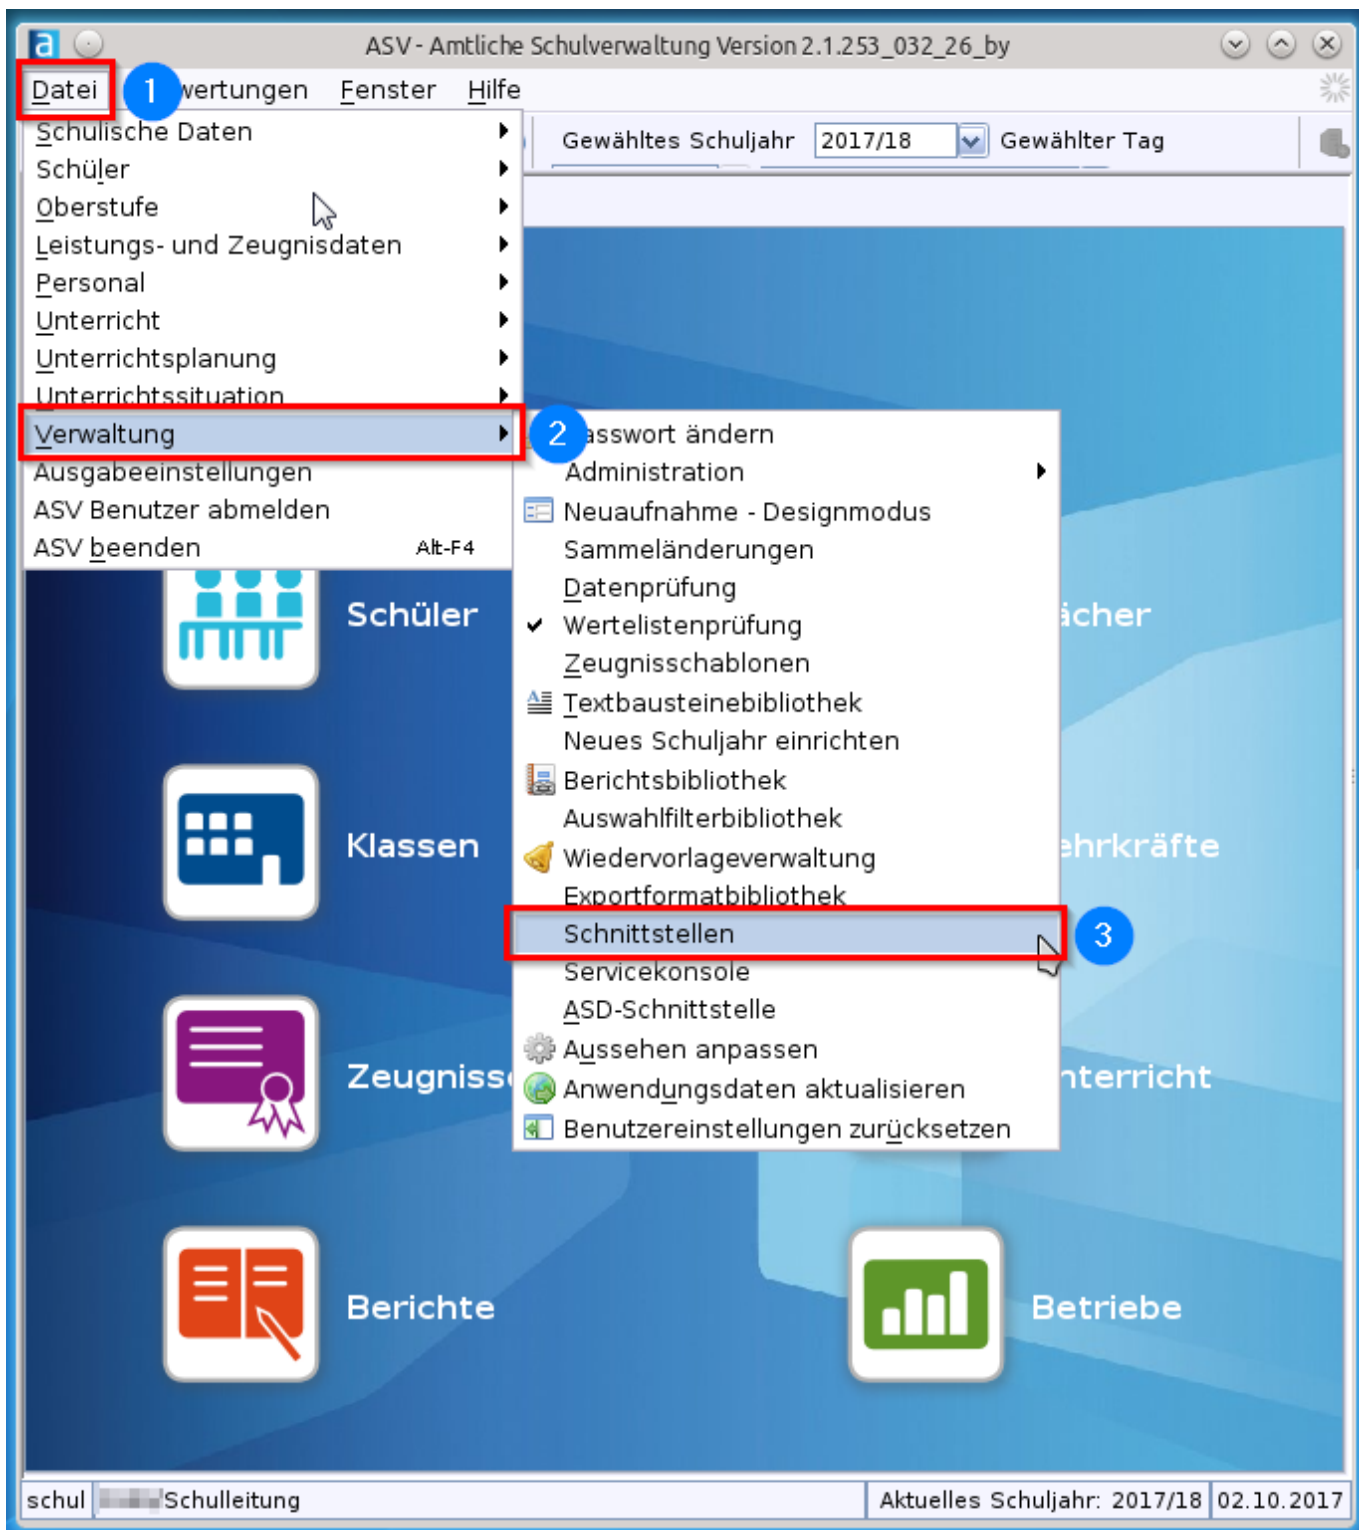 ASV - Amtliche Schulverwaltung Version 2.1.253_032_26_by
Datei 1 wertungen Fenster Hilfe
Gewähltes Schuljahr 2017/18 Gewählter Tag
Schulische Daten
Schüler
Oberstufe
Leistungs- und Zeugnisdaten
Personal
Unterricht
Unterrichtsplanung
Unterrichtssituation
Verwaltung 2
Ausgabeeinstellungen
ASV Benutzer abmelden
ASV beenden Alt-F4
asswort ändern
Administration
Neuaufnahme - Designmodus
Sammeländerungen
Datenprüfung
Wertelistenprüfung
Zeugnisschablonen
Textbausteinebibliothek
Neues Schuljahr einrichten
Berichtsbibliothek
Auswahlfilterbibliothek
Wiedervorlageverwaltung
Exportformatbibliothek
Schnittstellen 3
Servicekonsole
ASD-Schnittstelle
Aussehen anpassen
Anwendungsdaten aktualisieren
Benutzereinstellungen zurücksetzen
Schüler
ächer
Klassen
ehrkräfte
Zeugniss
nterricht
Berichte
Betriebe
schul Schulleitung Aktuelles Schuljahr: 2017/18 02.10.2017